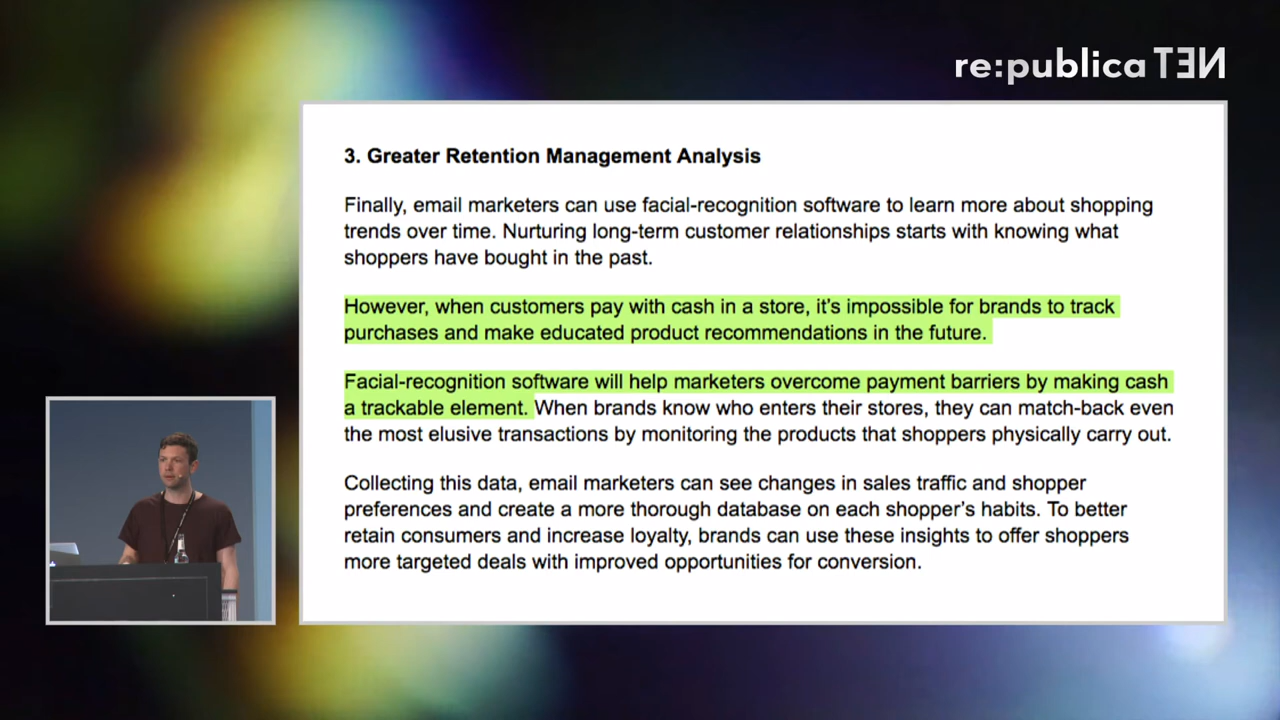 re:publica TEN
3. Greater Retention Management Analysis
Finally, email marketers can use facial-recognition software to learn more about shopping
trends over time. Nurturing long-term customer relationships starts with knowing what
shoppers have bought in the past.
However, when customers pay with cash in a store, it’s impossible for brands to track
purchases and make educated product recommendations in the future.
Facial-recognition software will help marketers overcome payment barriers by making cash
a trackable element. When brands know who enters their stores, they can match-back even
the most elusive transactions by monitoring the products that shoppers physically carry out.
Collecting this data, email marketers can see changes in sales traffic and shopper
preferences and create a more thorough database on each shopper’s habits. To better
retain consumers and increase loyalty, brands can use these insights to offer shoppers
more targeted deals with improved opportunities for conversion.